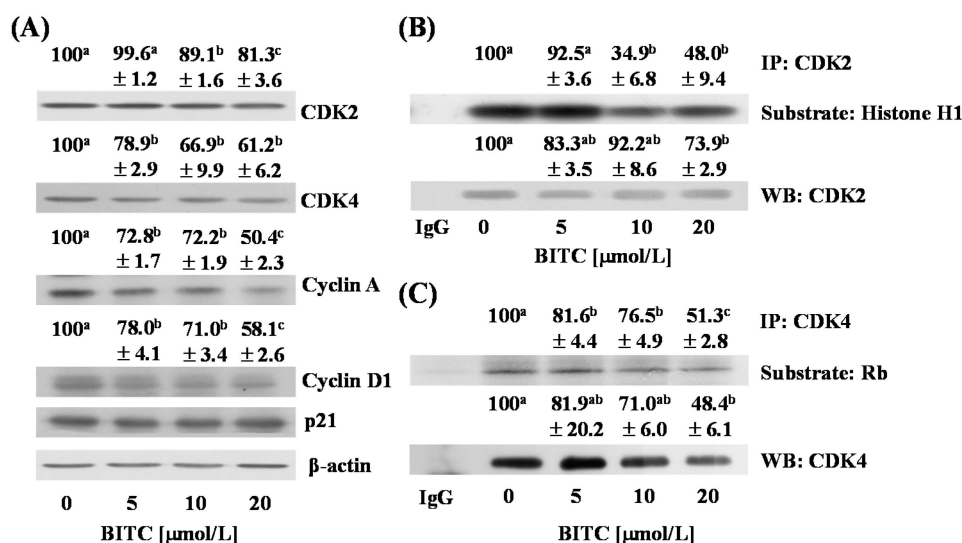 (A)
100ᵃ 99.6ᵃ 89.1ᵇ 81.3ᶜ
± 1.2 ± 1.6 ± 3.6
CDK2
100ᵃ 78.9ᵇ 66.9ᵇ 61.2ᵇ
± 2.9 ± 9.9 ± 6.2
CDK4
100ᵃ 72.8ᵇ 72.2ᵇ 50.4ᶜ
± 1.7 ± 1.9 ± 2.3
Cyclin A
100ᵃ 78.0ᵇ 71.0ᵇ 58.1ᶜ
± 4.1 ± 3.4 ± 2.6
Cyclin D1
p21
β-actin
0 5 10 20
BITC [μmol/L]
(B)
100ᵃ 92.5ᵃ 34.9ᵇ 48.0ᵇ IP: CDK2
± 3.6 ± 6.8 ± 9.4
Substrate: Histone H1
100ᵃ 83.3ᵃᵇ 92.2ᵃᵇ 73.9ᵇ
± 3.5 ± 8.6 ± 2.9
WB: CDK2
IgG 0 5 10 20
BITC [μmol/L]
(C)
100ᵃ 81.6ᵇ 76.5ᵇ 51.3ᶜ IP: CDK4
± 4.4 ± 4.9 ± 2.8
Substrate: Rb
100ᵃ 81.9ᵃᵇ 71.0ᵃᵇ 48.4ᵇ
± 20.2 ± 6.0 ± 6.1
WB: CDK4
IgG 0 5 10 20
BITC [μmol/L]